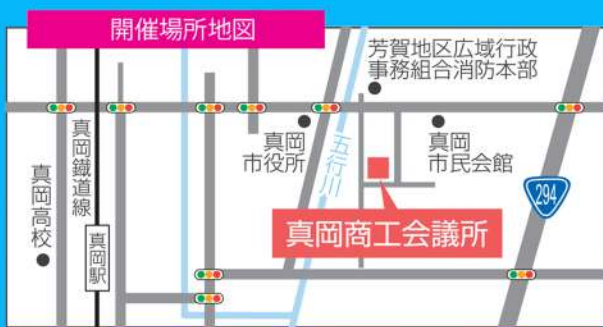 開催場所地図
芳賀地区広域行政
事務組合消防本部
真岡
市役所
真岡
市民会館
五行川
真岡鐵道線
真岡高校
真岡駅
294
真岡商工会議所